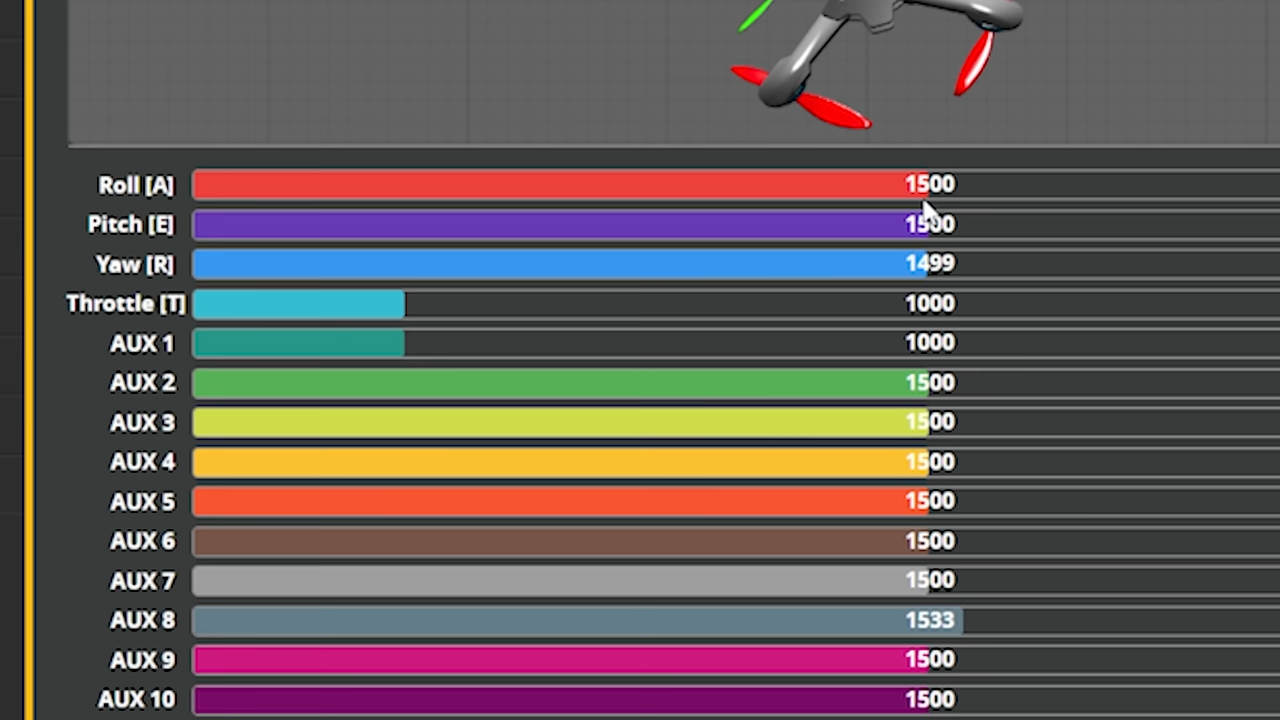 Roll [A] 1500
Pitch [E] 1500
Yaw [R] 1499
Throttle [T] 1000
AUX 1 1000
AUX 2 1500
AUX 3 1500
AUX 4 1500
AUX 5 1500
AUX 6 1500
AUX 7 1500
AUX 8 1533
AUX 9 1500
AUX 10 1500